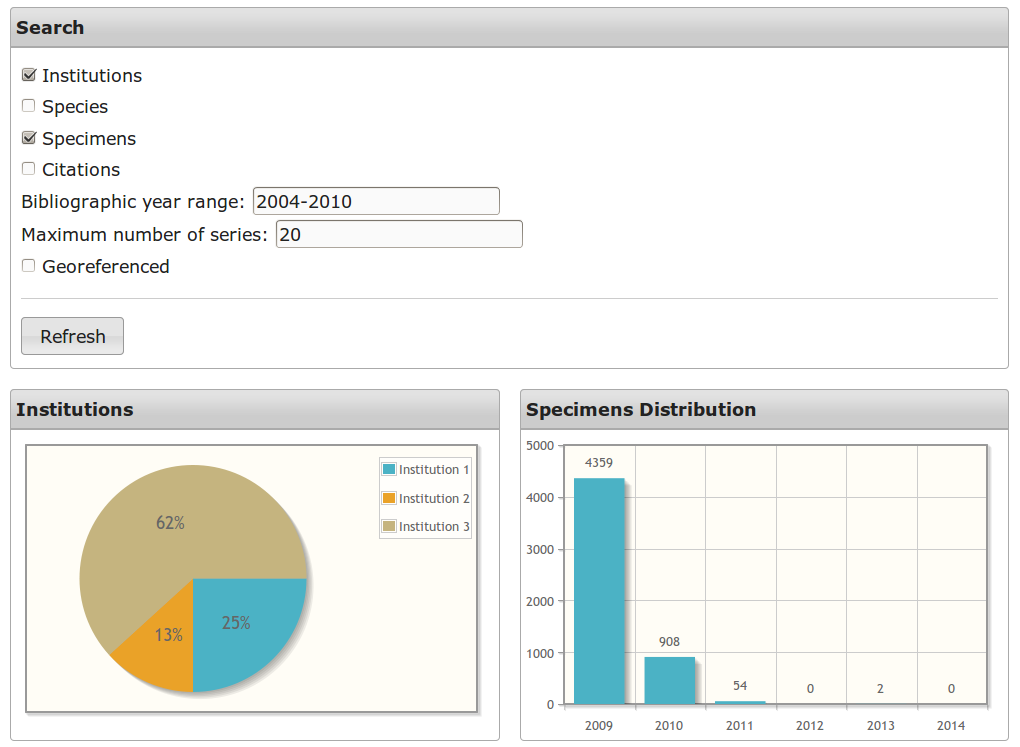 Search
Institutions
Species
Specimens
Citations
Bibliographic year range: 2004-2010
Maximum number of series: 20
Georeferenced
Refresh
Institutions
62%
13%
25%
Institution 1
Institution 2
Institution 3
Specimens Distribution
5000
4000
3000
2000
1000
0
4359
908
54
0
2
0
2009 2010 2011 2012 2013 2014